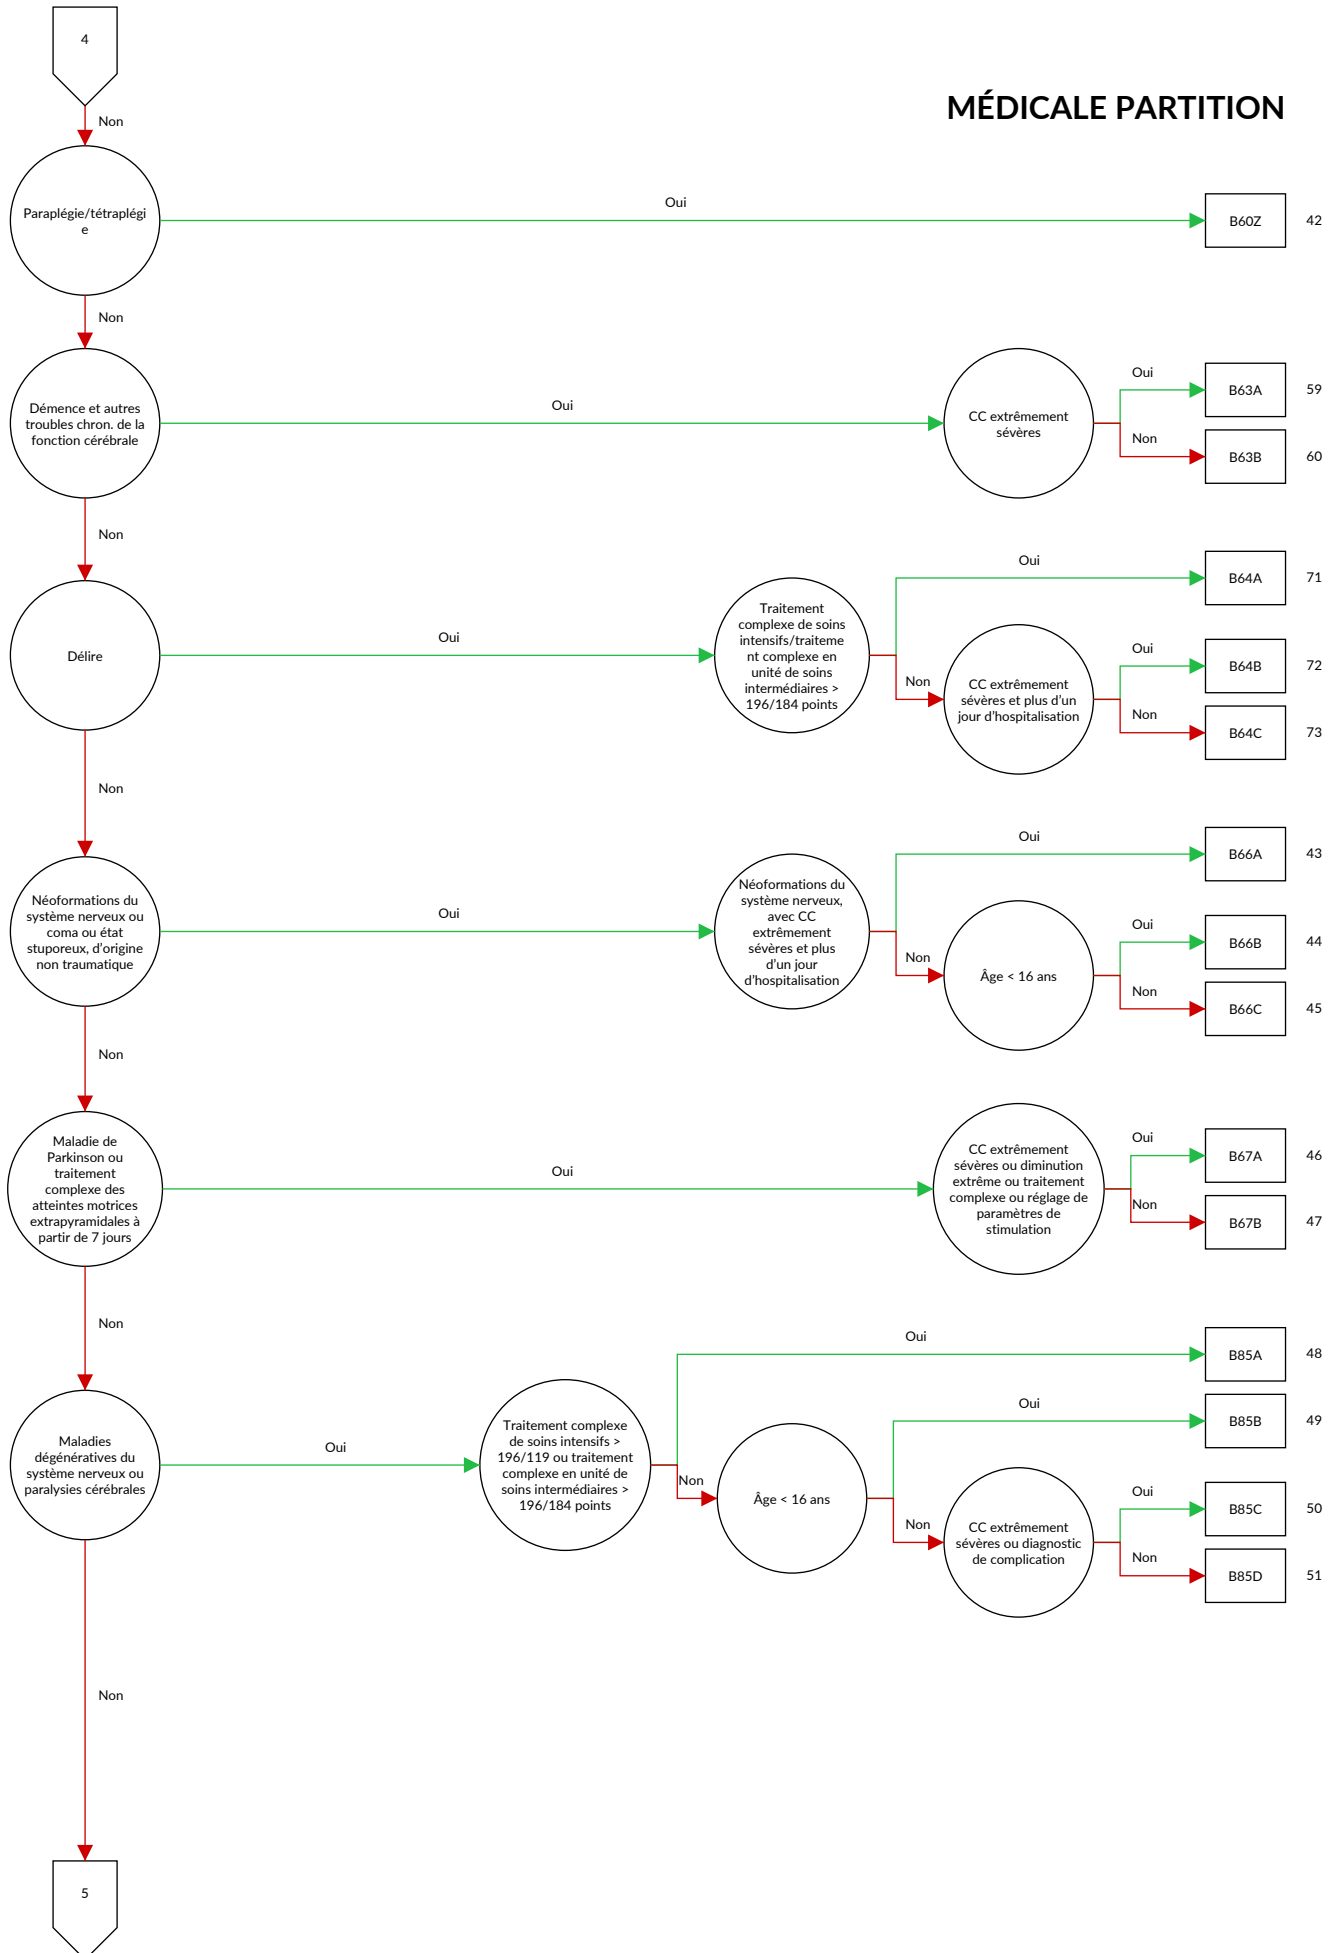 4
MÉDICALE PARTITION
Non
Oui
Paraplégie/tétraplégi
e
B60Z
42
Non
Démence et autres
troubles chron. de la
fonction cérébrale
Oui
CC extrêmement
sévères
Oui
B63A
59
Non
B63B
60
Non
Délire
Oui
Traitement
complexe de soins
intensifs/traiteme
nt complexe en
unité de soins
intermédiaires >
196/184 points
Oui
B64A
71
Non
CC extrêmement
sévères et plus d'un
jour d'hospitalisation
Oui
B64B
72
Non
B64C
73
Non
Néoformations du
système nerveux ou
coma ou état
stuporeux, d'origine
non traumatique
Oui
Néoformations du
système nerveux,
avec CC
extrêmement
sévères et plus
d'un jour
d'hospitalisation
Oui
B66A
43
Non
Âge < 16 ans
Oui
B66B
44
Non
B66C
45
Non
Maladie de
Parkinson ou
traitement
complexe des
atteintes motrices
extrapyramidales à
partir de 7 jours
Oui
CC extrêmement
sévères ou diminution
extrême ou traitement
complexe ou réglage de
paramètres de
stimulation
Oui
B67A
46
Non
B67B
47
Non
Maladies
dégénératives du
système nerveux ou
paralysies cérébrales
Oui
Traitement complexe
de soins intensifs >
196/119 ou traitement
complexe en unité de
soins intermédiaires >
196/184 points
Oui
B85A
48
Non
Âge < 16 ans
Oui
B85B
49
Non
CC extrêmement
sévères ou diagnostic
de complication
Oui
B85C
50
Non
B85D
51
Non
5